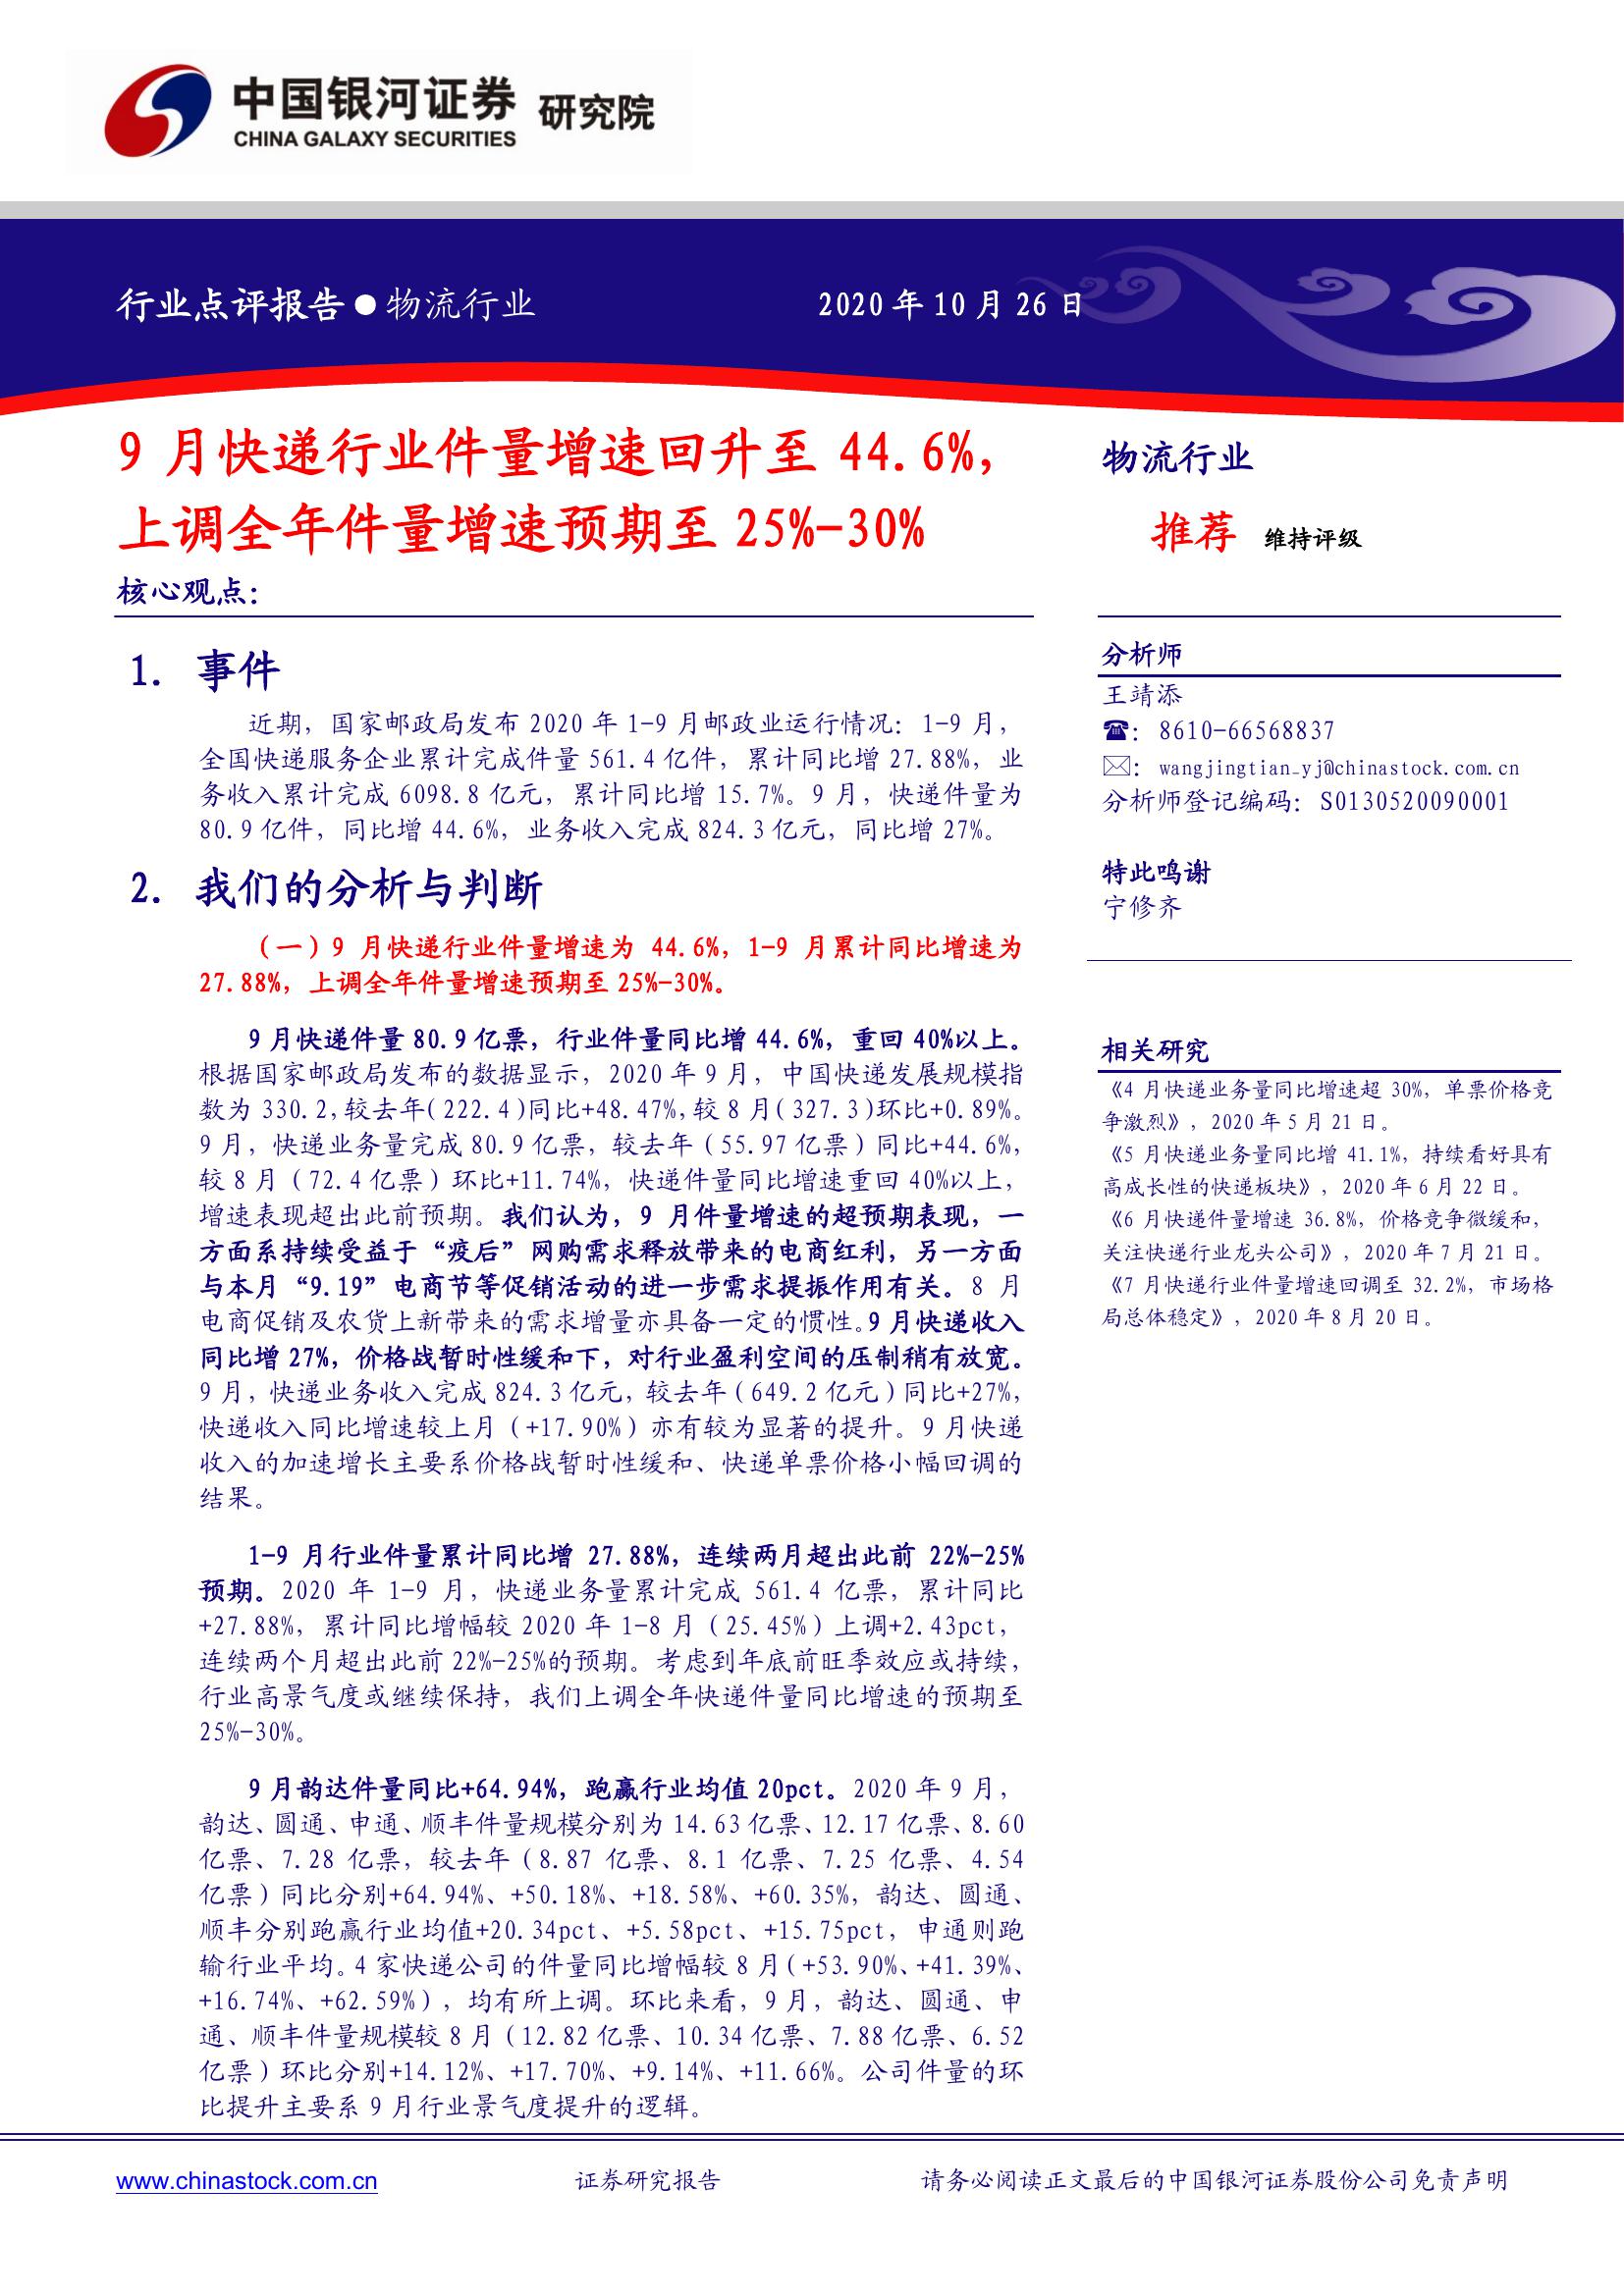 中国银河证券 研究院
CHINA GALAXY SECURITIES
行业点评报告●物流行业
2020 年 10 月 26 日
9 月快递行业件量增速回升至 44.6%，
上调全年件量增速预期至 25%-30%
核心观点：
1. 事件
近期，国家邮政局发布 2020 年 1-9 月邮政业运行情况：1-9 月，
全国快递服务企业累计完成件量 561.4 亿件，累计同比增 27.88%，业
务收入累计完成 6098.8 亿元，累计同比增 15.7%。9 月，快递件量为
80.9 亿件，同比增 44.6%，业务收入完成 824.3 亿元，同比增 27%。
2. 我们的分析与判断
（一）9 月快递行业件量增速为 44.6%，1-9 月累计同比增速为
27.88%，上调全年件量增速预期至 25%-30%。
9 月快递件量 80.9 亿票，行业件量同比增 44.6%，重回 40%以上。
根据国家邮政局发布的数据显示，2020 年 9 月，中国快递发展规模指
数为 330.2，较去年（222.4）同比+48.47%，较 8 月（327.3）环比+0.89%。
9 月，快递业务量完成 80.9 亿票，较去年（55.97 亿票）同比+44.6%，
较 8 月（72.4 亿票）环比+11.74%，快递件量同比增速重回 40%以上，
增速表现超出此前预期。我们认为，9 月件量增速的超预期表现，一
方面系持续受益于“疫后”网购需求释放带来的电商红利，另一方面
与本月“9.19”电商节等促销活动的进一步需求提振作用有关。8 月
电商促销及农货上新带来的需求增量亦具备一定的惯性。9 月快递收入
同比增 27%，价格战暂时性缓和下，对行业盈利空间的压制稍有放宽。
9 月，快递业务收入完成 824.3 亿元，较去年（649.2 亿元）同比+27%，
快递收入同比增速较上月（+17.90%）亦有较为显著的提升。9 月快递
收入的加速增长主要系价格战暂时性缓和、快递单票价格小幅回调的
结果。
1-9 月行业件量累计同比增 27.88%，连续两月超出此前 22%-25%
预期。2020 年 1-9 月，快递业务量累计完成 561.4 亿票，累计同比
+27.88%，累计同比增幅较 2020 年 1-8 月（25.45%）上调+2.43pct，
连续两个月超出此前 22%-25%的预期。考虑到年底前旺季效应或持续，
行业高景气度或继续保持，我们上调全年快递件量同比增速的预期至
25%-30%。
9 月韵达件量同比+64.94%，跑赢行业均值 20pct。2020 年 9 月，
韵达、圆通、申通、顺丰件量规模分别为 14.63 亿票、12.17 亿票、8.60
亿票、7.28 亿票，较去年（8.87 亿票、8.1 亿票、7.25 亿票、4.54
亿票）同比分别+64.94%、+50.18%、+18.58%、+60.35%，韵达、圆通、
顺丰分别跑赢行业均值+20.34pct、+5.58pct、+15.75pct，申通则跑
输行业平均。4 家快递公司的件量同比增幅较 8 月（+53.90%、+41.39%、
+16.74%、+62.59%），均有所上调。环比来看，9 月，韵达、圆通、申
通、顺丰件量规模较 8 月（12.82 亿票、10.34 亿票、7.88 亿票、6.52
亿票）环比分别+14.12%、+17.70%、+9.14%、+11.66%。公司件量的环
比提升主要系 9 月行业景气度提升的逻辑。
物流行业
推荐 维持评级
分析师
王靖添
☎：8610-66568837
✉：wangjingtian_yj@chinastock.com.cn
分析师登记编码：S0130520090001
特此鸣谢
宁修齐
相关研究
《4 月快递业务量同比增速超 30%，单票价格竞
争激烈》，2020 年 5 月 21 日。
《5 月快递业务量同比增 41.1%，持续看好具有
高成长性的快递板块》，2020 年 6 月 22 日。
《6 月快递件量增速 36.8%，价格竞争微缓和，
关注快递行业龙头公司》，2020 年 7 月 21 日。
《7 月快递行业件量增速回调至 32.2%，市场格
局总体稳定》，2020 年 8 月 20 日。
www.chinastock.com.cn
证券研究报告
请务必阅读正文最后的中国银河证券股份公司免责声明